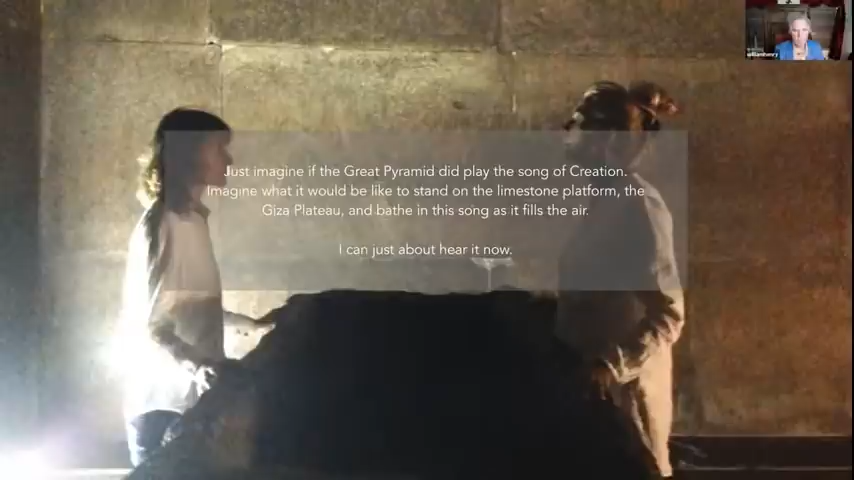 williamhenry
Just imagine if the Great Pyramid did play the song of Creation.
Imagine what it would be like to stand on the limestone platform, the
Giza Plateau, and bathe in this song as it fills the air.
I can just about hear it now.